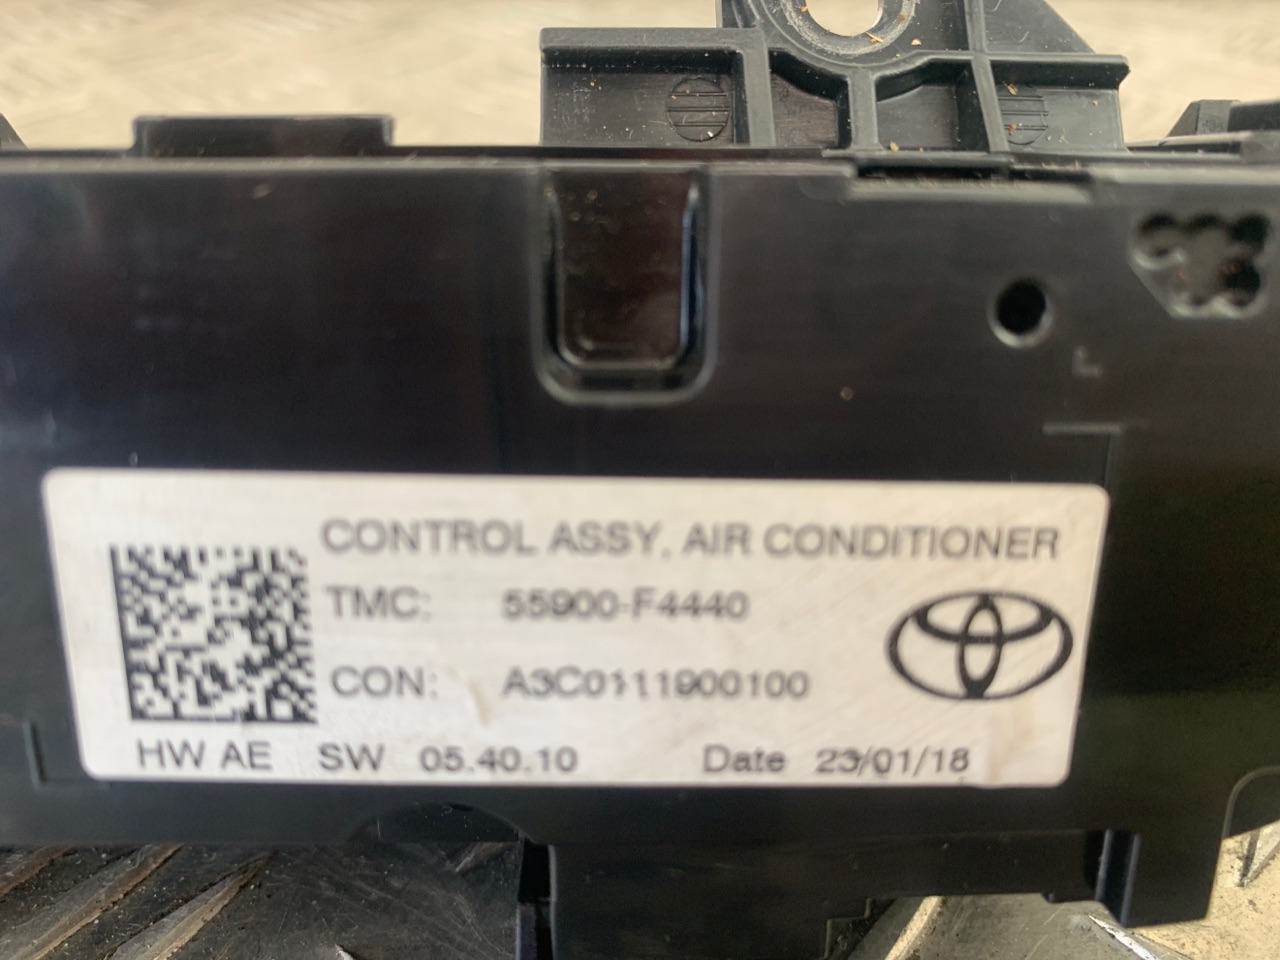 CONTROL ASSY, AIR CONDITIONER
TMC: 55900-F4440
CON: A3C0111900100
HW AE SW 05.40.10 Date 23/01/18